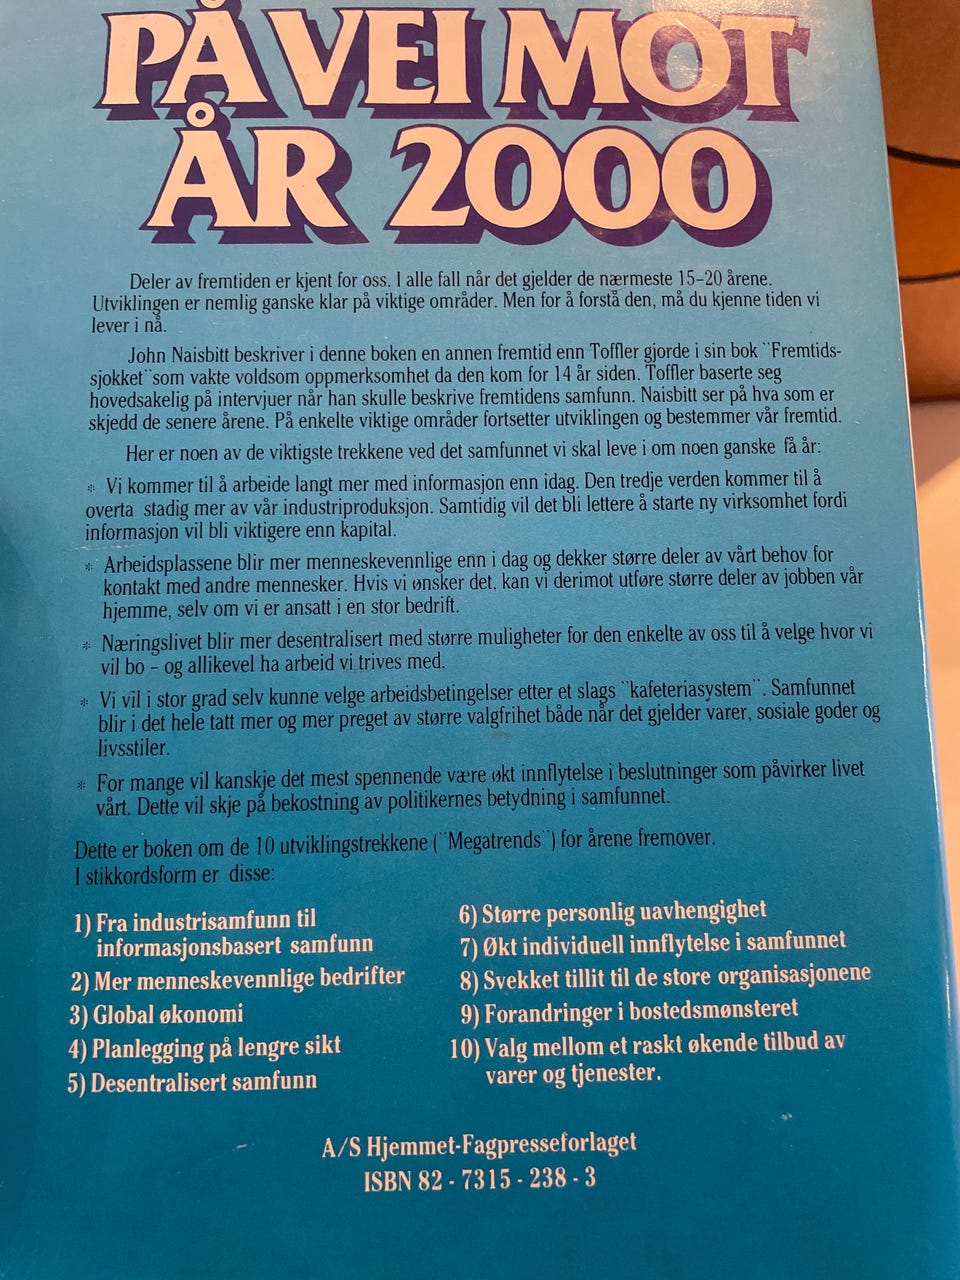 PÅ VEI MOT
ÅR 2000
Deler av fremtiden er kjent for oss. I alle fall når det gjelder de nærmeste 15–20 årene.
Utviklingen er nemlig ganske klar på viktige områder. Men for å forstå den, må du kjenne tiden vi
lever i nå.
John Naisbitt beskriver i denne boken en annen fremtid enn Toffler gjorde i sin bok "Fremtids-
sjokket" som vakte voldsom oppmerksomhet da den kom for 14 år siden. Toffler baserte seg
hovedsakelig på intervjuer når han skulle beskrive fremtidens samfunn. Naisbitt ser på hva som er
skjedd de senere årene. På enkelte viktige områder fortsetter utviklingen og bestemmer vår fremtid.
Her er noen av de viktigste trekkene ved det samfunnet vi skal leve i om noen ganske få år:
* Vi kommer til å arbeide langt mer med informasjon enn idag. Den tredje verden kommer til å
overta stadig mer av vår industriproduksjon. Samtidig vil det bli lettere å starte ny virksomhet fordi
informasjon vil bli viktigere enn kapital.
* Arbeidsplassene blir mer menneskevennlige enn i dag og dekker større deler av vårt behov for
kontakt med andre mennesker. Hvis vi ønsker det, kan vi derimot utføre større deler av jobben vår
hjemme, selv om vi er ansatt i en stor bedrift.
* Næringslivet blir mer desentralisert med større muligheter for den enkelte av oss til å velge hvor vi
vil bo – og allikevel ha arbeid vi trives med.
* Vi vil i stor grad selv kunne velge arbeidsbetingelser etter et slags "kafeteriasystem". Samfunnet
blir i det hele tatt mer og mer preget av større valgfrihet både når det gjelder varer, sosiale goder og
livsstiler.
* For mange vil kanskje det mest spennende være økt innflytelse i beslutninger som påvirker livet
vårt. Dette vil skje på bekostning av politikernes betydning i samfunnet.
Dette er boken om de 10 utviklingstrekkene ("Megatrends") for årene fremover.
I stikkordsform er disse:
1) Fra industrisamfunn til
informasjonsbasert samfunn
2) Mer menneskevennlige bedrifter
3) Global økonomi
4) Planlegging på lengre sikt
5) Desentralisert samfunn
6) Større personlig uavhengighet
7) Økt individuell innflytelse i samfunnet
8) Svekket tillit til de store organisasjonene
9) Forandringer i bostedsmønsteret
10) Valg mellom et raskt økende tilbud av
varer og tjenester.
A/S Hjemmet-Fagpresseforlaget
ISBN 82 - 7315 - 238 - 3